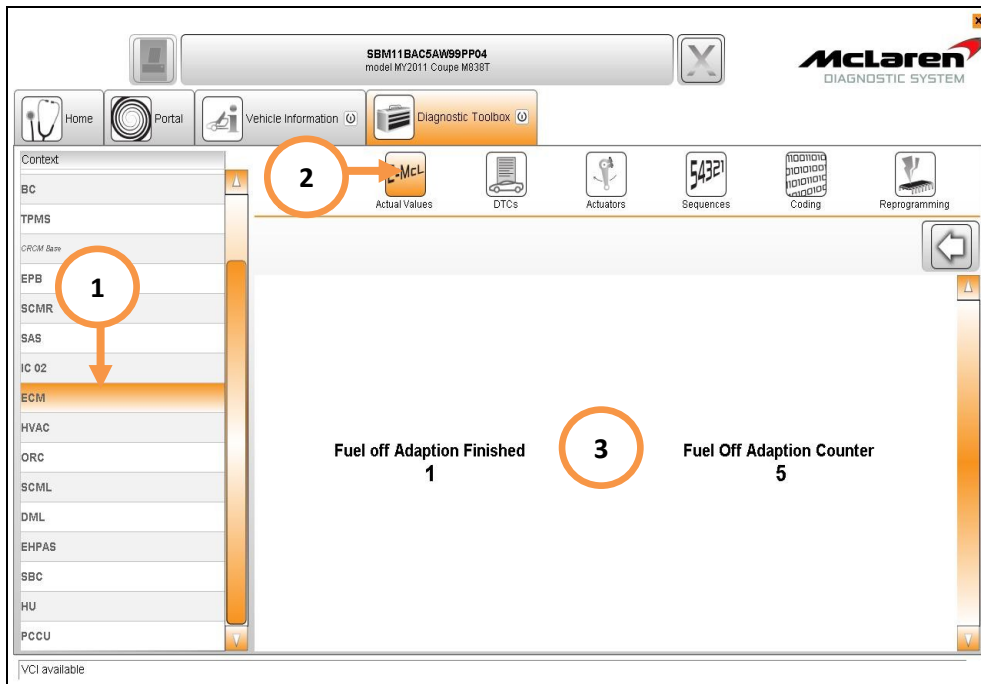 x
SBM11BAC5AW99PP04
model MY2011 Coupe M838T
X
McLaren
DIAGNOSTIC SYSTEM
Home
Portal
Vehicle Information
Diagnostic Toolbox
Context
BC
TPMS
CRCM Base
EPB
SCMR
SAS
IC 02
ECM
HVAC
ORC
SCML
DML
EHPAS
SBC
HU
PCCU
1
2
-McL
Actual Values
DTCs
Actuators
54321
Sequences
Coding
Reprogramming
Fuel off Adaption Finished
1
3
Fuel Off Adaption Counter
5
VCI available